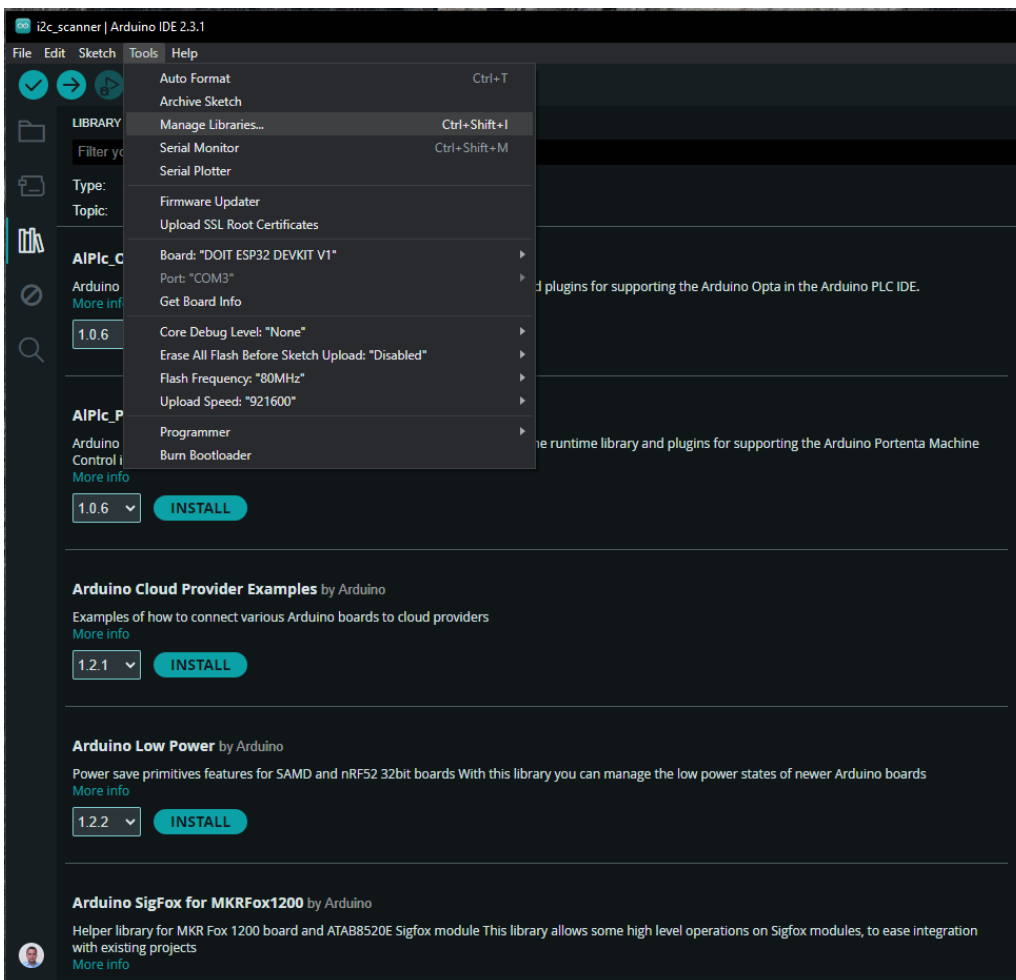 i2c_scanner | Arduino IDE 2.3.1
File Edit Sketch Tools Help
Auto Format Ctrl+T
Archive Sketch
Manage Libraries... Ctrl+Shift+I
Serial Monitor Ctrl+Shift+M
Serial Plotter
Firmware Updater
Upload SSL Root Certificates
Board: "DOIT ESP32 DEVKIT V1"
Port: "COM3"
Get Board Info
Core Debug Level: "None"
Erase All Flash Before Sketch Upload: "Disabled"
Flash Frequency: "80MHz"
Upload Speed: "921600"
Programmer
Burn Bootloader
LIBRARY
Filter yo
Type:
Topic:
AlPlc_O
Arduino d plugins for supporting the Arduino Opta in the Arduino PLC IDE.
More inf
1.0.6
AlPlc_P
Arduino ne runtime library and plugins for supporting the Arduino Portenta Machine
Control i
More info
1.0.6 INSTALL
Arduino Cloud Provider Examples by Arduino
Examples of how to connect various Arduino boards to cloud providers
More info
1.2.1 INSTALL
Arduino Low Power by Arduino
Power save primitives features for SAMD and nRF52 32bit boards With this library you can manage the low power states of newer Arduino boards
More info
1.2.2 INSTALL
Arduino SigFox for MKRFox1200 by Arduino
Helper library for MKR Fox 1200 board and ATAB8520E Sigfox module This library allows some high level operations on Sigfox modules, to ease integration
with existing projects
More info